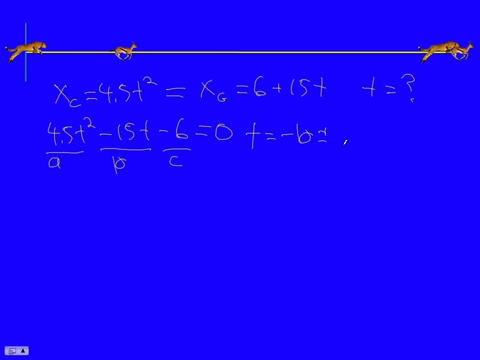 x_c = 4.5t² = x_G = 6 + 15t t = ?
4.5t² - 15t - 6 = 0 t = -b ±
a b c